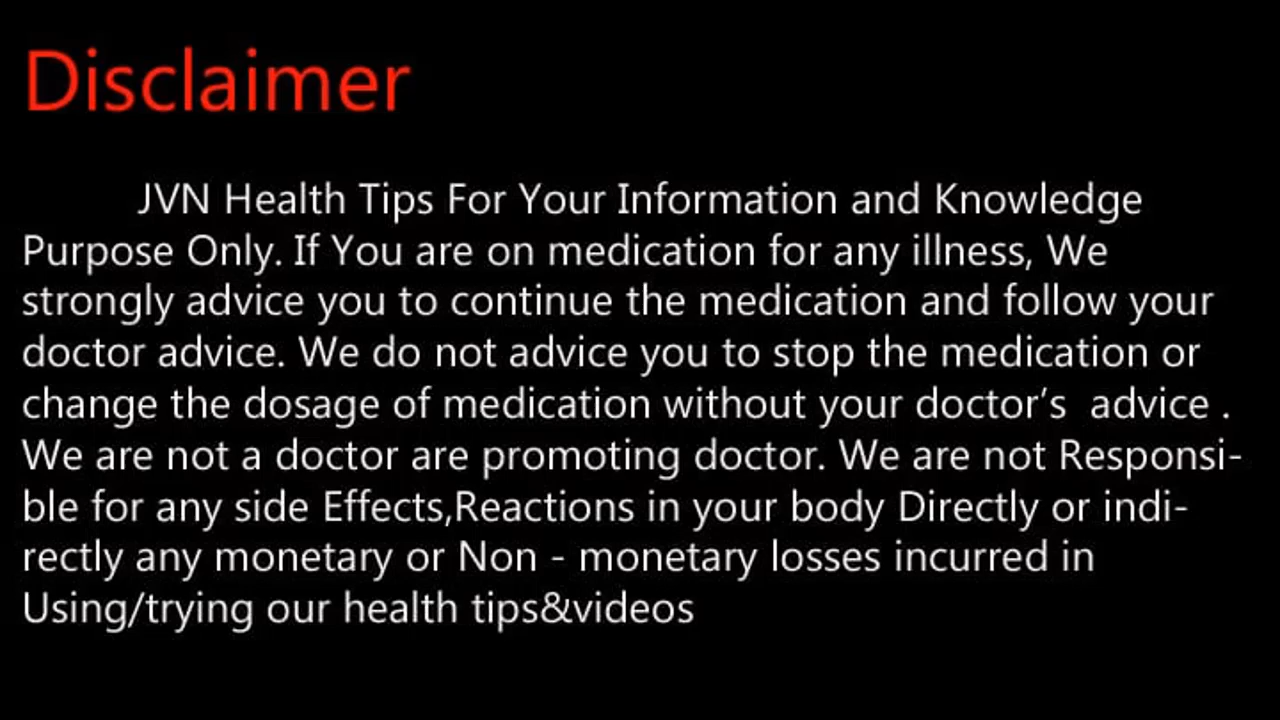 Disclaimer
JVN Health Tips For Your Information and Knowledge
Purpose Only. If You are on medication for any illness, We
strongly advice you to continue the medication and follow your
doctor advice. We do not advice you to stop the medication or
change the dosage of medication without your doctor’s  advice .
We are not a doctor are promoting doctor. We are not Responsi-
ble for any side Effects,Reactions in your body Directly or indi-
rectly any monetary or Non - monetary losses incurred in
Using/trying our health tips&videos